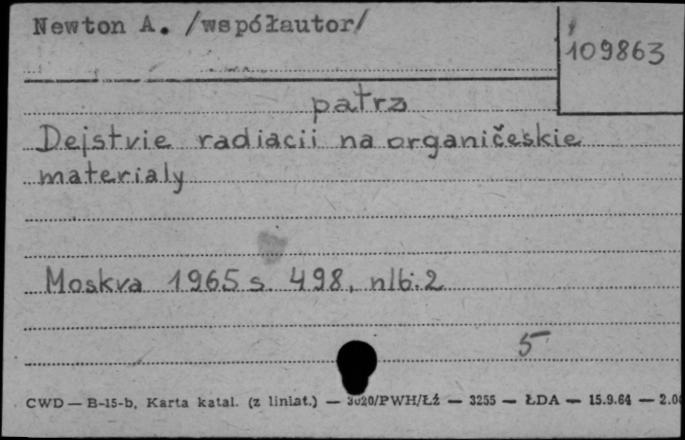 Newton A. /współautor/
109863
patrz
Dejstvie radiacii na organičeskie
materialy
Moskva 1965 s. 498, nlb. 2
5
CWD — B-15-b, Karta katal. (z liniat.) — 3020/PWH/Łź — 3255 — ŁDA — 15.9.64 — 2.00